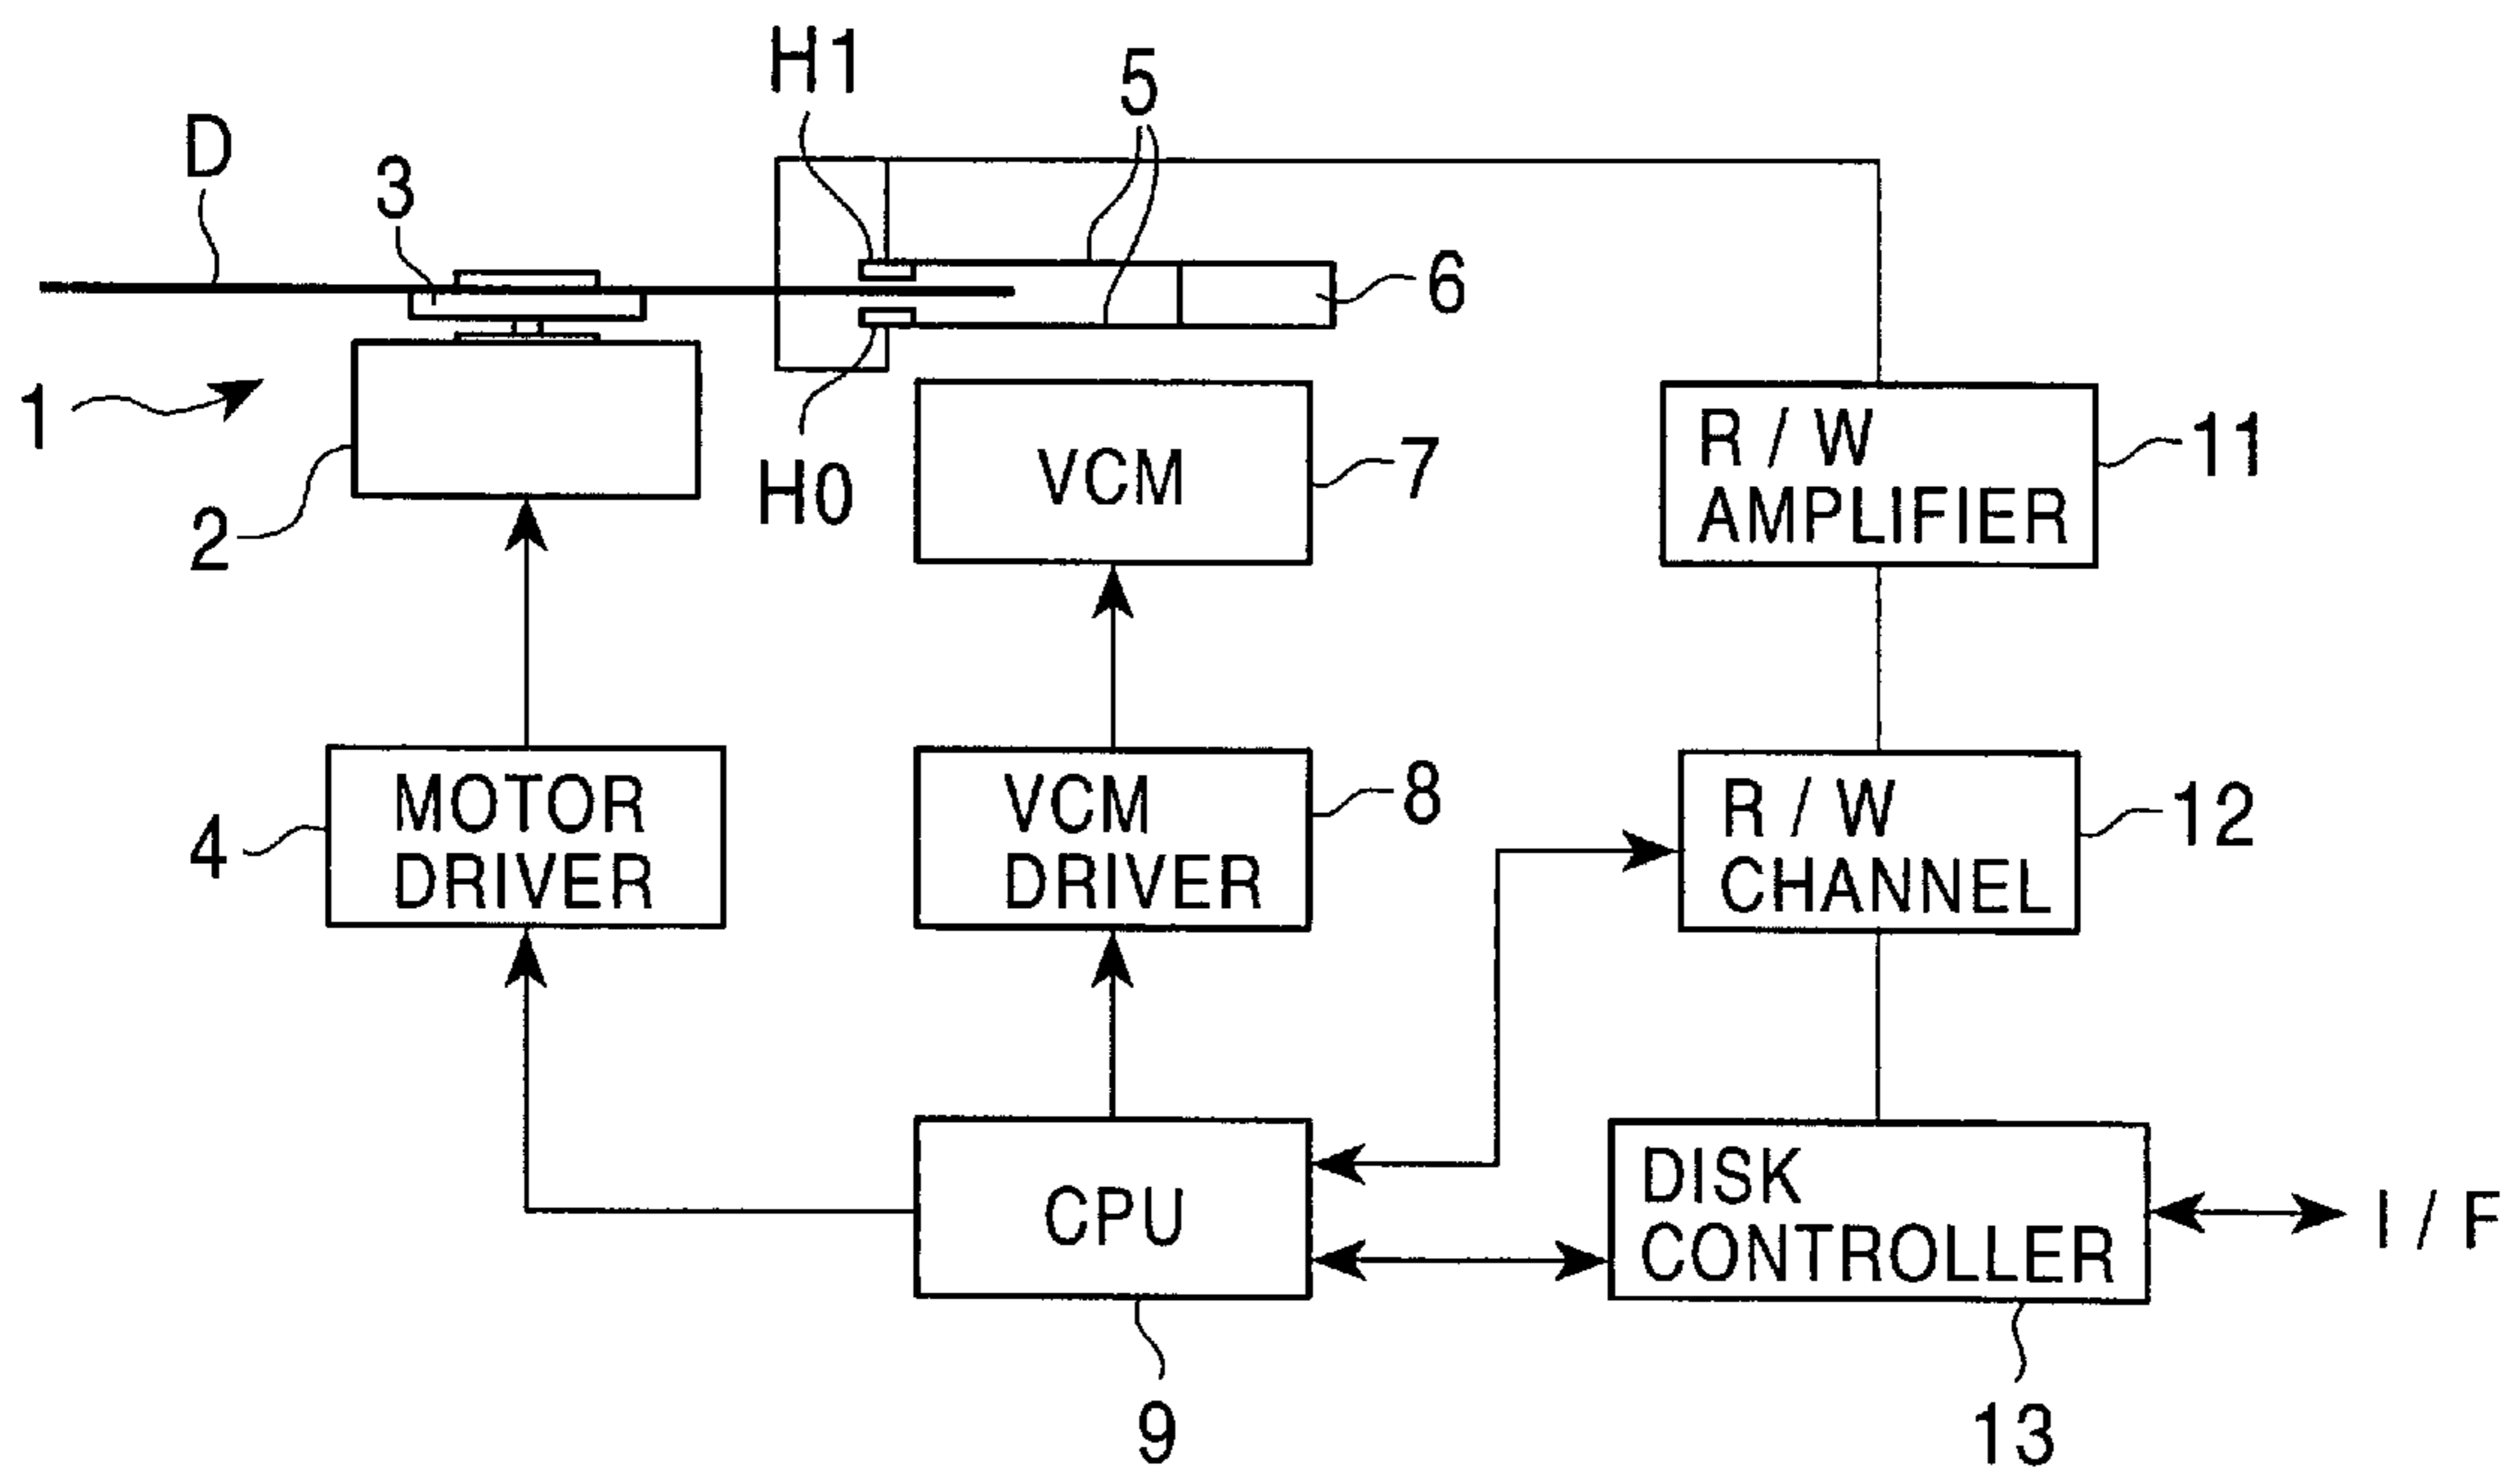 H1
5
D
3
6
1
2
H0
VCM
7
R / W
AMPLIFIER
11
MOTOR
DRIVER
4
VCM
DRIVER
8
R / W
CHANNEL
12
CPU
9
DISK
CONTROLLER
13
I / F